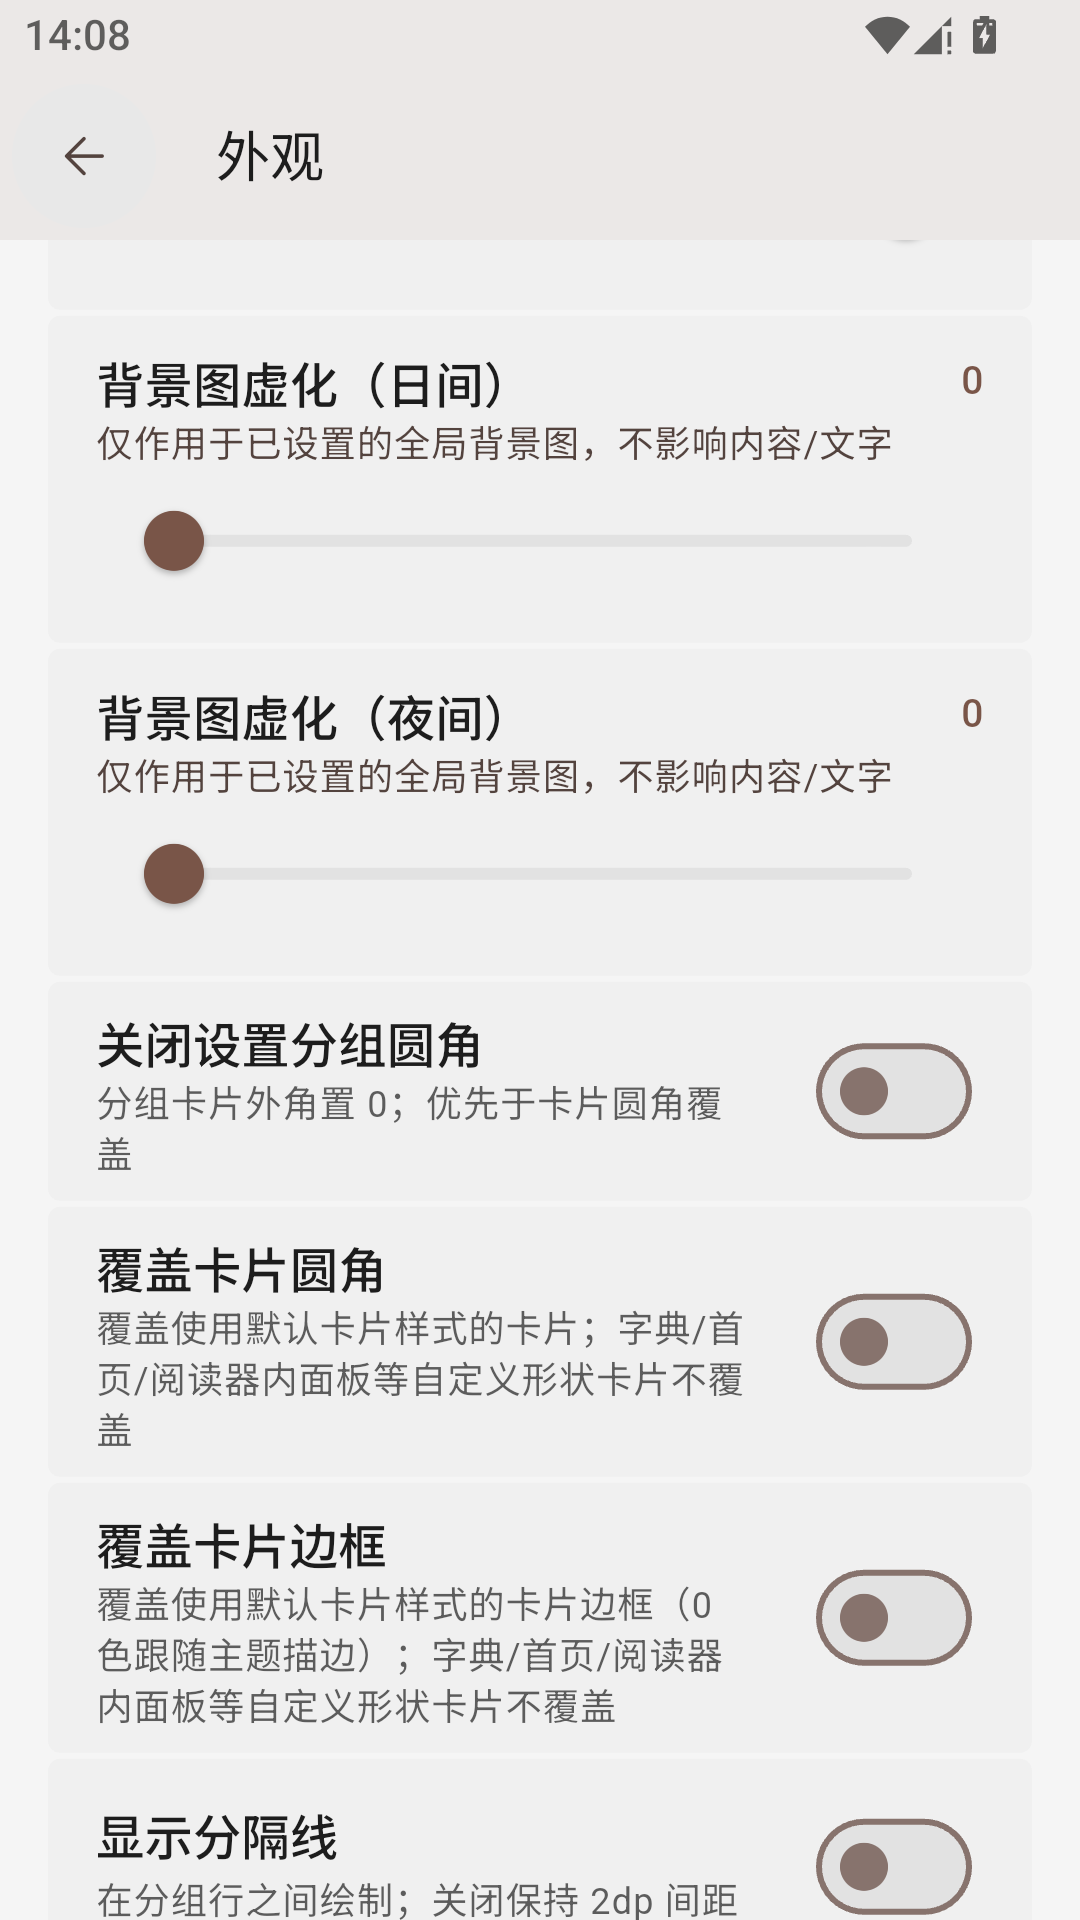 14:08
外观
背景图虚化（日间）
0
仅作用于已设置的全局背景图，不影响内容/文字
背景图虚化（夜间）
0
仅作用于已设置的全局背景图，不影响内容/文字
关闭设置分组圆角
分组卡片外角置 0；优先于卡片圆角覆
盖
覆盖卡片圆角
覆盖使用默认卡片样式的卡片；字典/首
页/阅读器内面板等自定义形状卡片不覆
盖
覆盖卡片边框
覆盖使用默认卡片样式的卡片边框（0
色跟随主题描边）；字典/首页/阅读器
内面板等自定义形状卡片不覆盖
显示分隔线
在分组行之间绘制；关闭保持 2dp 间距